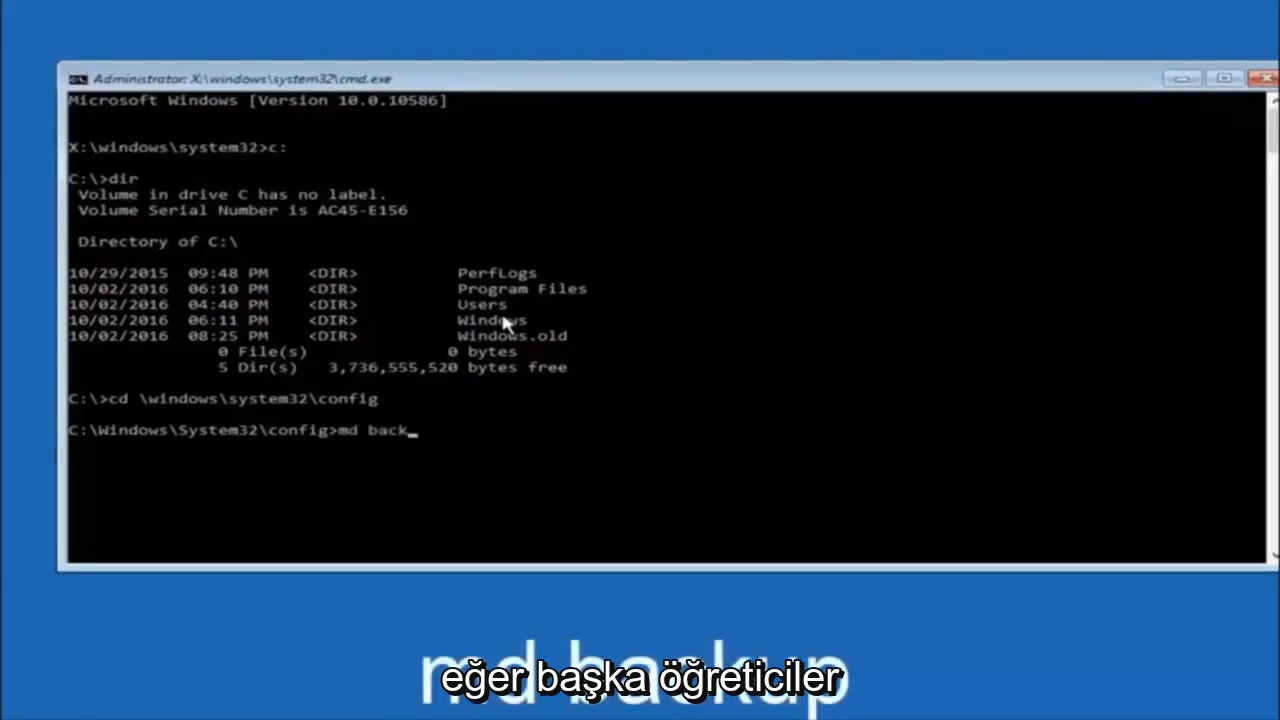 Administrator: X:\windows\system32\cmd.exe
Microsoft Windows [Version 10.0.10586]
X:\windows\system32>c:
C:\>dir
Volume in drive C has no label.
Volume Serial Number is AC45-E156
Directory of C:\
10/29/2015 09:48 PM <DIR> PerfLogs
10/02/2016 06:10 PM <DIR> Program Files
10/02/2016 04:40 PM <DIR> Users
10/02/2016 06:11 PM <DIR> Windows
10/02/2016 08:25 PM <DIR> Windows.old
0 File(s) 0 bytes
5 Dir(s) 3,736,555,520 bytes free
C:\>cd \windows\system32\config
C:\Windows\System32\config>md back_
md backup
eğer başka öğreticiler